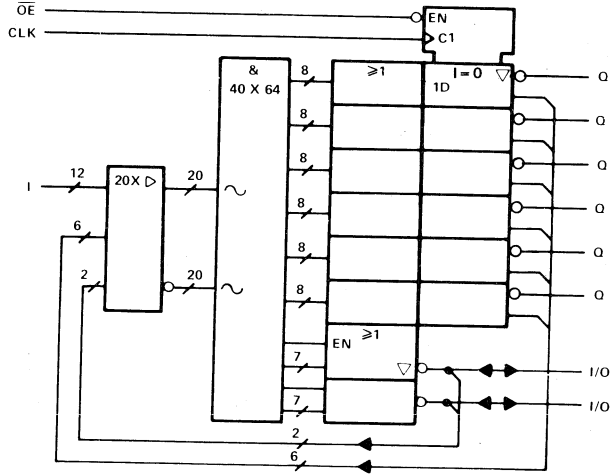 OE
CLK
EN
C1
&
40 X 64
8
≥1
I = 0 ▽
1D
Q
8
Q
12
I
20X ▷
20
8
Q
6
8
Q
2
20
8
Q
8
Q
≥1
EN
7
▽
I/O
7
I/O
2
6